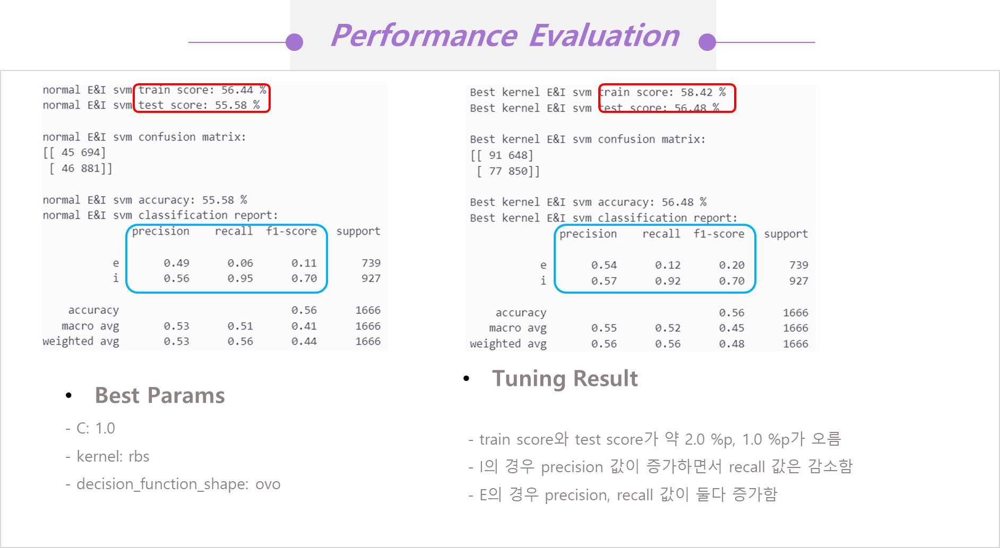 Performance Evaluation
normal E&I svm train score: 56.44 %
normal E&I svm test score: 55.58 %
normal E&I svm confusion matrix:
[[ 45 694]
[ 46 881]]
normal E&I svm accuracy: 55.58 %
normal E&I svm classification report:
precision recall f1-score support
e 0.49 0.06 0.11 739
i 0.56 0.95 0.70 927
accuracy 0.56 1666
macro avg 0.53 0.51 0.41 1666
weighted avg 0.53 0.56 0.44 1666
• Best Params
- C: 1.0
- kernel: rbs
- decision_function_shape: ovo
Best kernel E&I svm train score: 58.42 %
Best kernel E&I svm test score: 56.48 %
Best kernel E&I svm confusion matrix:
[[ 91 648]
[ 77 850]]
Best kernel E&I svm accuracy: 56.48 %
Best kernel E&I svm classification report:
precision recall f1-score support
e 0.54 0.12 0.20 739
i 0.57 0.92 0.70 927
accuracy 0.56 1666
macro avg 0.55 0.52 0.45 1666
weighted avg 0.56 0.56 0.48 1666
• Tuning Result
- train score와 test score가 약 2.0 %p, 1.0 %p가 오름
- I의 경우 precision 값이 증가하면서 recall 값은 감소함
- E의 경우 precision, recall 값이 둘다 증가함